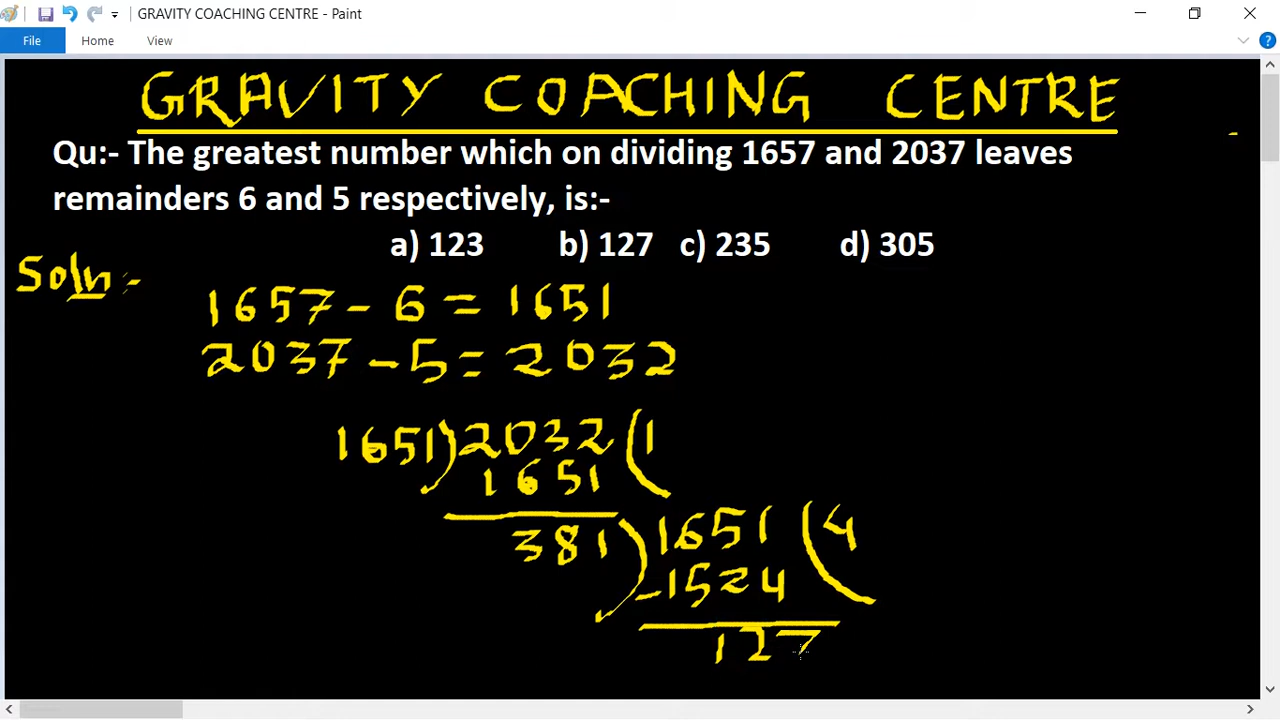 GRAVITY COACHING CENTRE - Paint
File Home View
GRAVITY COACHING CENTRE
Qu:- The greatest number which on dividing 1657 and 2037 leaves
remainders 6 and 5 respectively, is:-
a) 123 b) 127 c) 235 d) 305
Soln:-
1657 - 6 = 1651
2037 - 5 = 2032
1651)2032(1
1651
381)1651(4
-1524
127